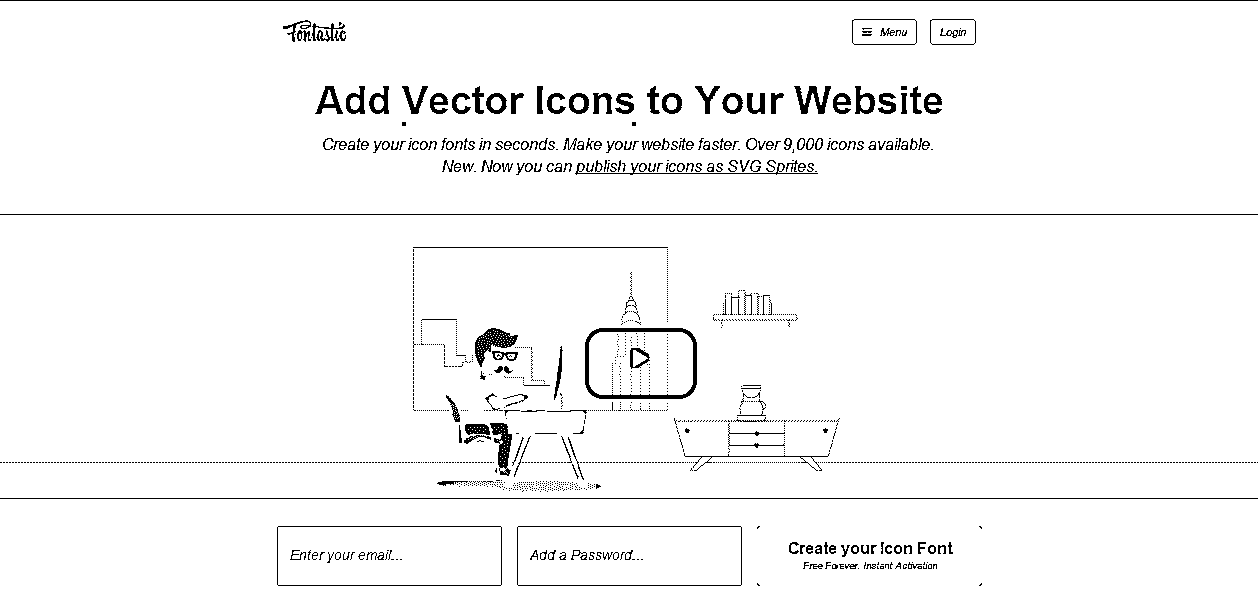 Fontastic
Menu
Login
Add Vector Icons to Your Website
Create your icon fonts in seconds. Make your website faster. Over 9,000 icons available.
New. Now you can publish your icons as SVG Sprites.
Enter your email...
Add a Password...
Create your Icon Font
Free Forever. Instant Activation